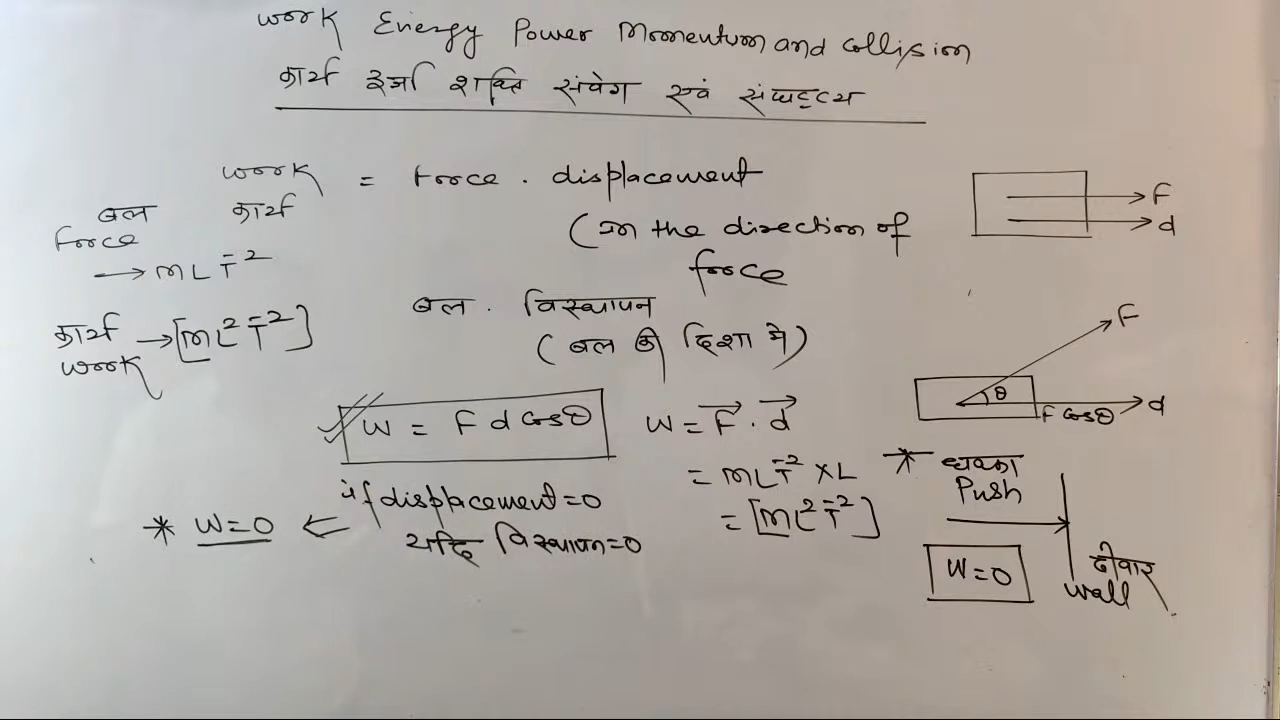 Work Energy Power Momentum and Collision
कार्य ऊर्जा शक्ति संवेग एवं संघट्टय
work = Force . displacement
कार्य
(In the direction of force
बल . विस्थापन
(बल की दिशा में)
बल
Force
→ MLT⁻²
कार्य → [ML²T⁻²]
work
W = F d Cosθ
W = F⃗ . d⃗
= MLT⁻² × L
= [ML²T⁻²]
* W=0 ⇐ if displacement=0
यदि विस्थापन=0
F
d
F
θ
F Cosθ d
* धक्का
Push
W=0
दीवार
wall